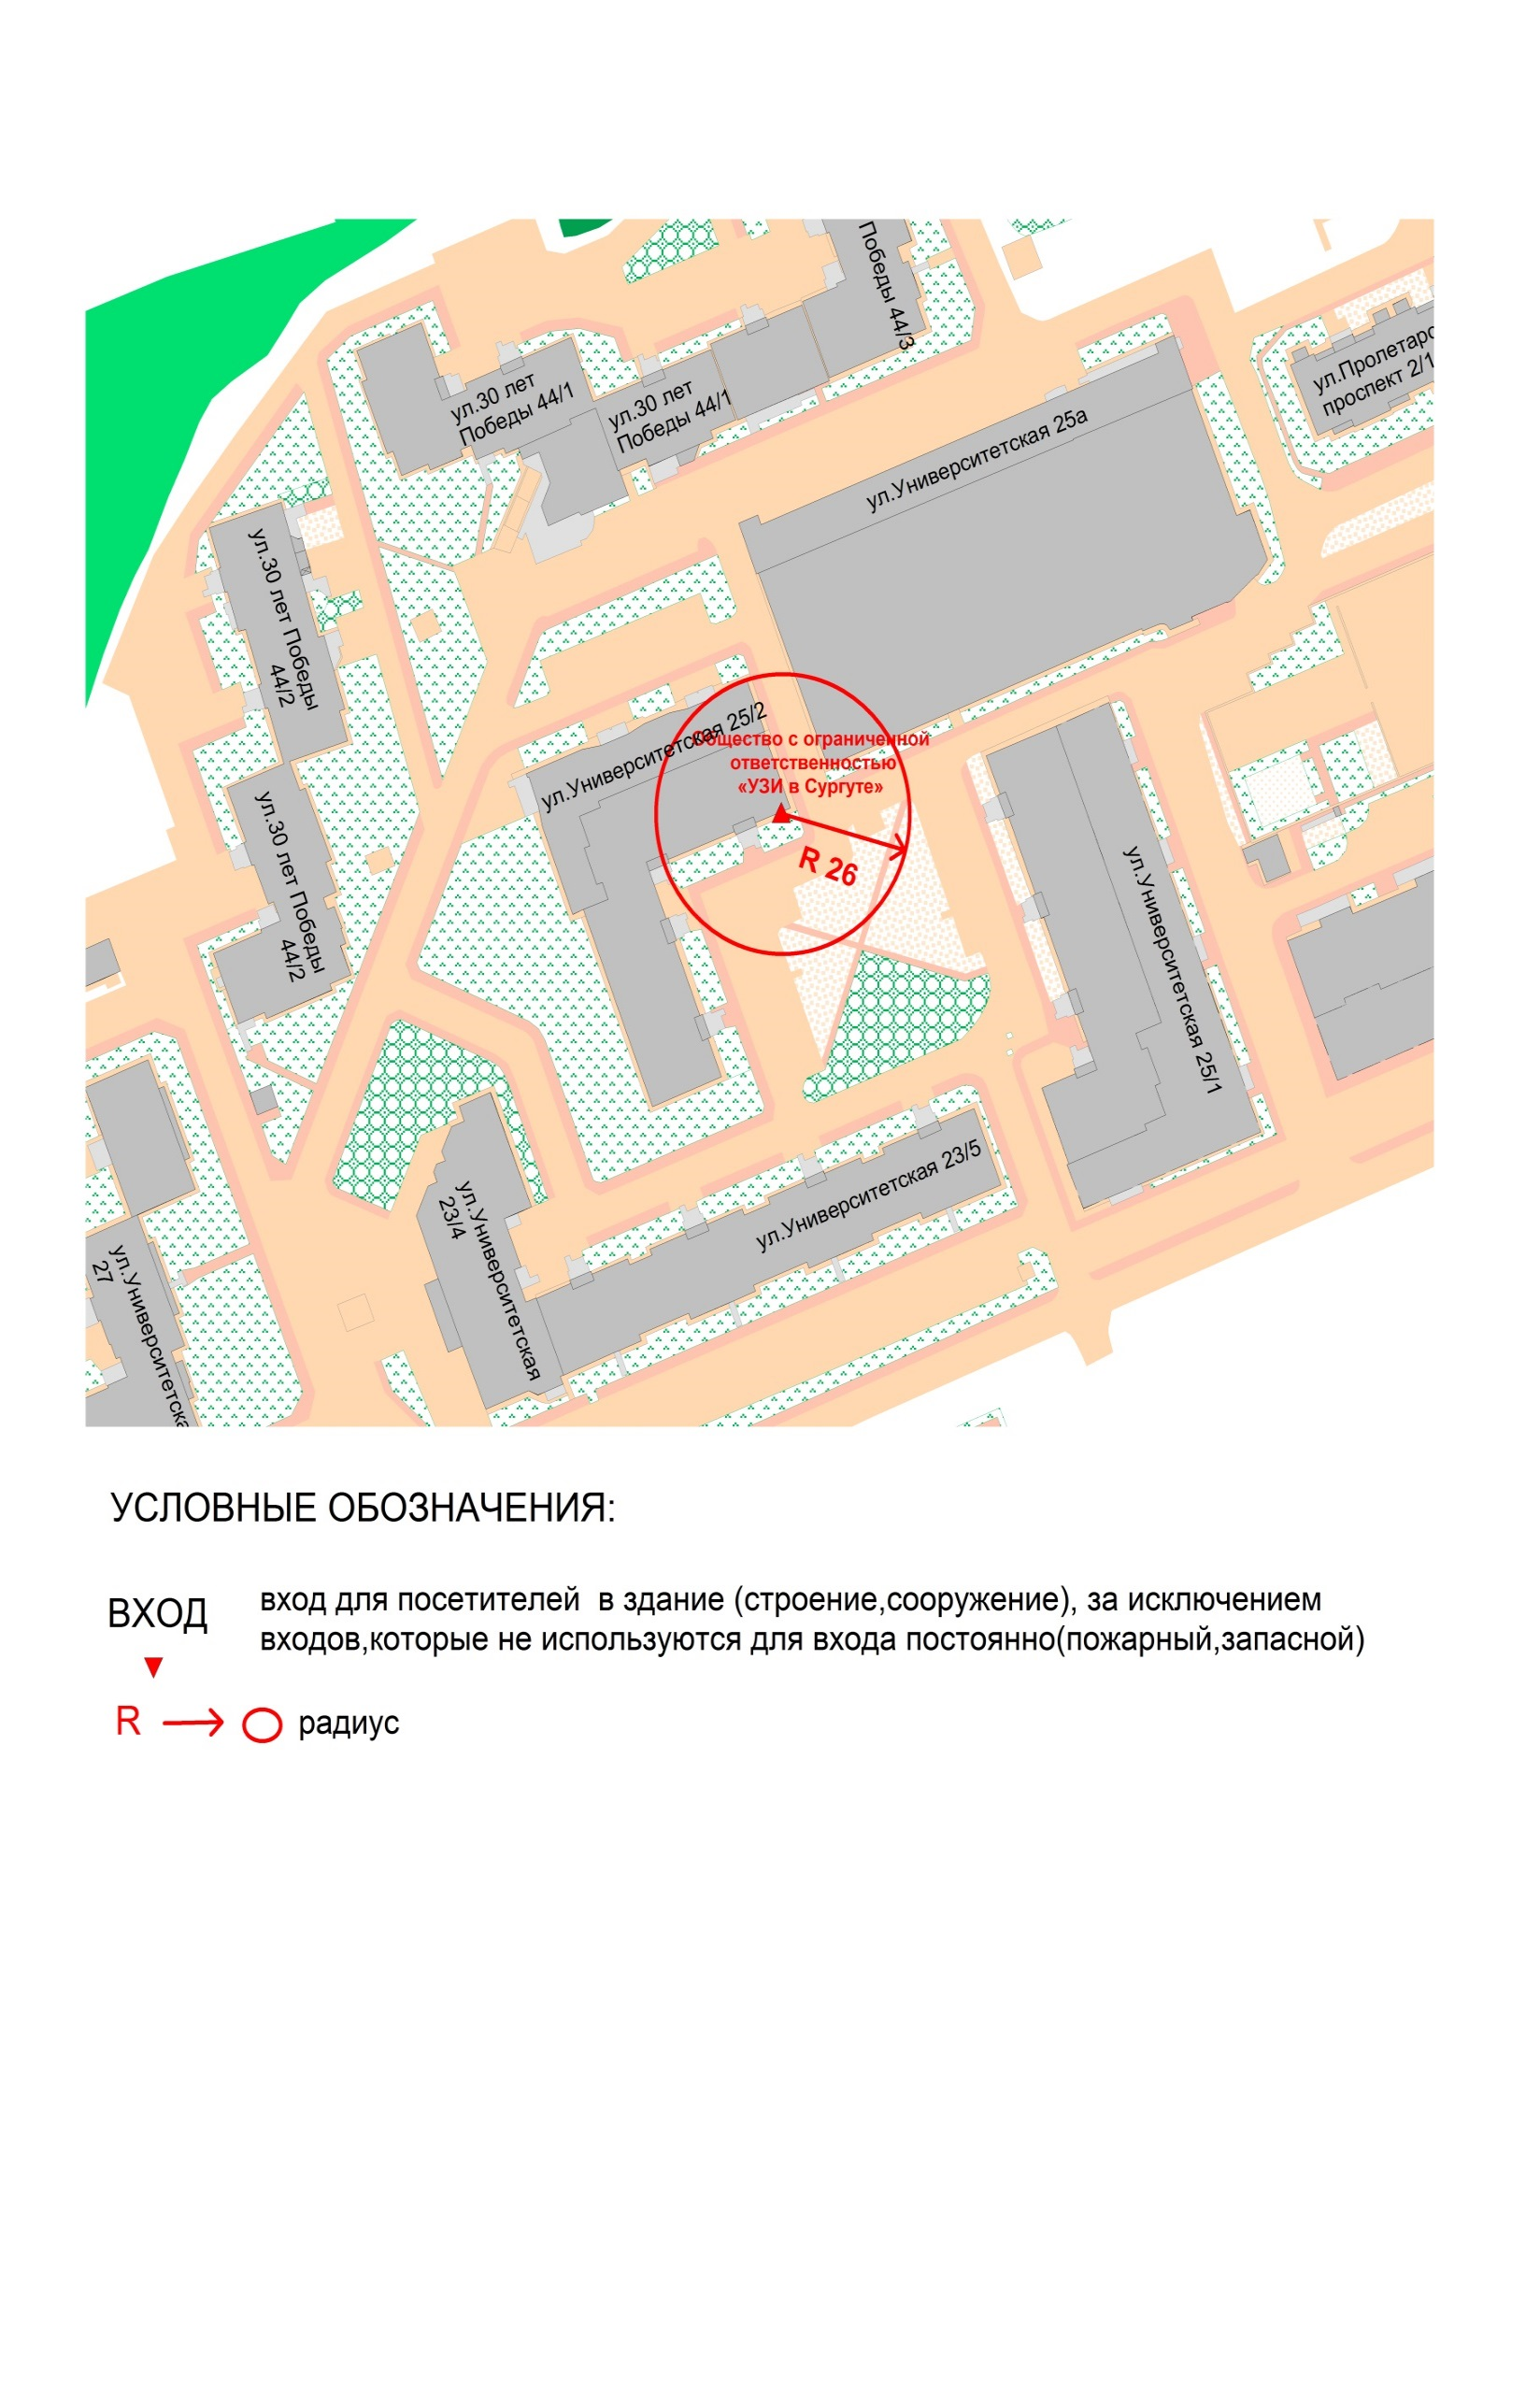 Победы 44/3
ул.30 лет
Победы 44/1
ул.30 лет
Победы 44/1
ул.Университетская 25а
ул.Пролетарс
проспект 2/1
ул.30 лет Победы
44/2
ул.Университетская 25/2
Общество с ограниченной
ответственностью
«УЗИ в Сургуте»
R 26
ул.30 лет Победы
44/2
ул.Университетская 25/1
ул.Университетская 23/5
ул.Университетская
23/4
ул.Университетска
27
УСЛОВНЫЕ ОБОЗНАЧЕНИЯ:
ВХОД
вход для посетителей  в здание (строение,сооружение), за исключением
входов,которые не используются для входа постоянно(пожарный,запасной)
R
радиус